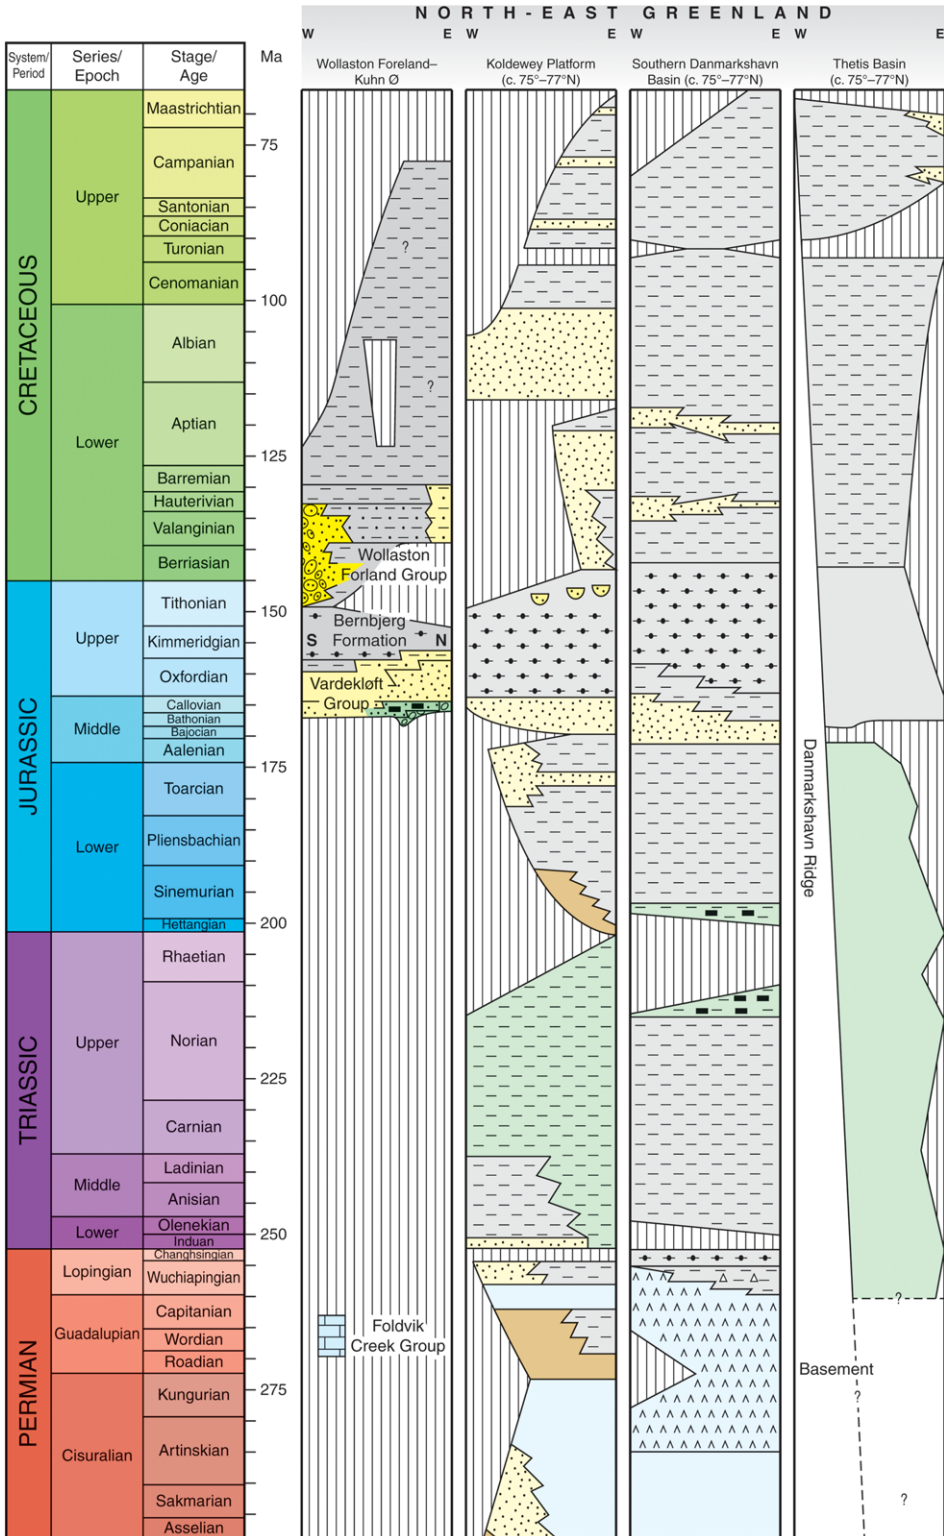 NORTH-EAST GREENLAND
W E W E W E W E
System/
Period
Series/
Epoch
Stage/
Age
Ma
Wollaston Foreland–
Kuhn Ø
Koldewey Platform
(c. 75°–77°N)
Southern Danmarkshavn
Basin (c. 75°–77°N)
Thetis Basin
(c. 75°–77°N)
CRETACEOUS
Upper
Maastrichtian
75
Campanian
Santonian
Coniacian
Turonian
Cenomanian
?
100
Lower
Albian
Aptian
?
125
Barremian
Hauterivian
Valanginian
Berriasian
Wollaston
Forland Group
JURASSIC
Upper
Tithonian
150
Kimmeridgian
Oxfordian
Bernbjerg
Formation
S N
Vardekløft
Group
Middle
Callovian
Bathonian
Bajocian
Aalenian
175
Lower
Toarcian
Pliensbachian
Sinemurian
Hettangian
200
Danmarkshavn Ridge
TRIASSIC
Upper
Rhaetian
Norian
225
Carnian
Middle
Ladinian
Anisian
Lower
Olenekian
Induan
250
PERMIAN
Lopingian
Changhsingian
Wuchiapingian
?
Guadalupian
Capitanian
Wordian
Roadian
Foldvik
Creek Group
Basement
?
275
Cisuralian
Kungurian
Artinskian
Sakmarian
Asselian
?